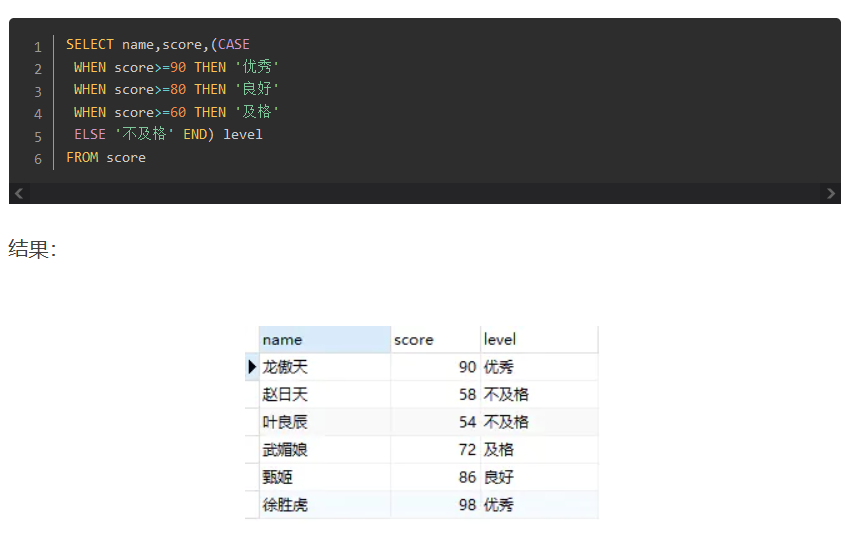 1 SELECT name,score,(CASE
2 WHEN score>=90 THEN '优秀'
3 WHEN score>=80 THEN '良好'
4 WHEN score>=60 THEN '及格'
5 ELSE '不及格' END) level
6 FROM score
结果：
name score level
龙傲天 90 优秀
赵日天 58 不及格
叶良辰 54 不及格
武媚娘 72 及格
甄姬 86 良好
徐胜虎 98 优秀